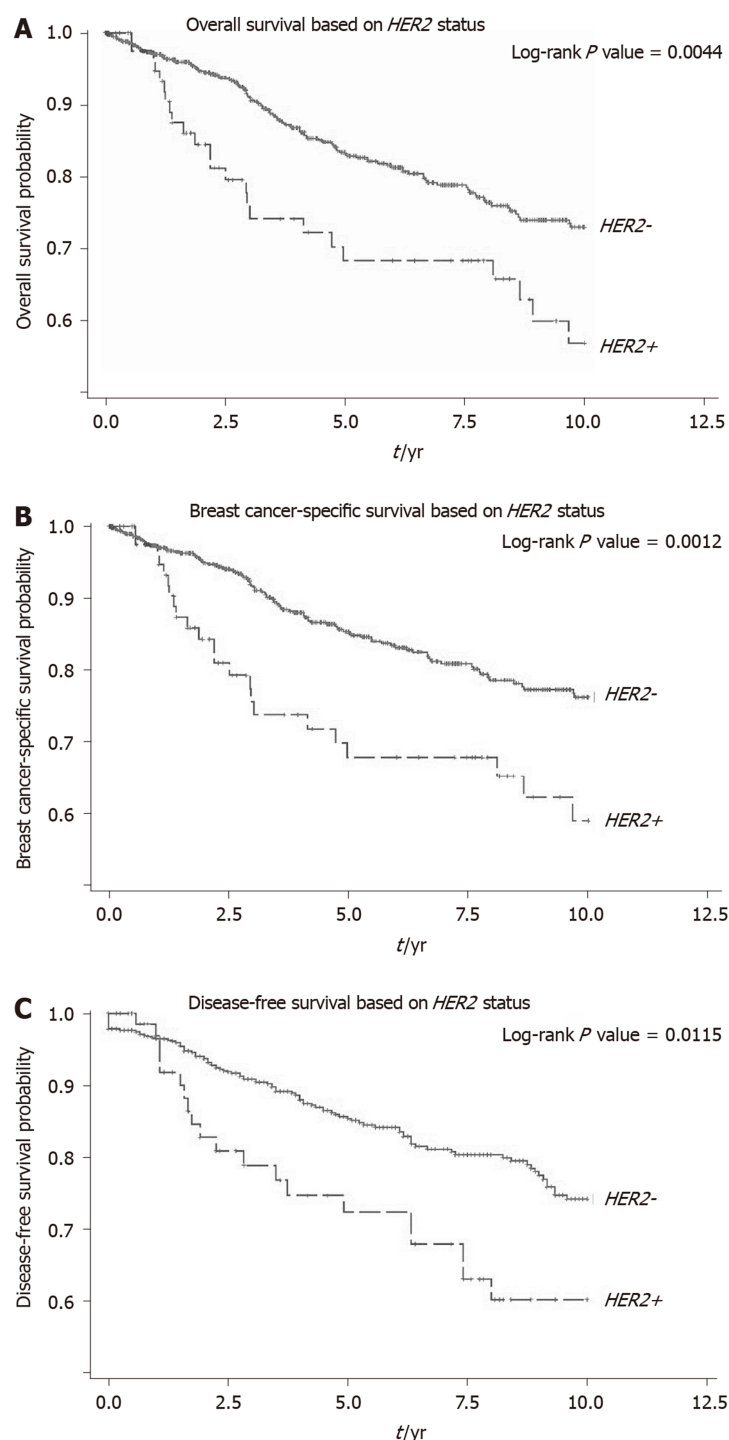 A
Overall survival based on HER2 status
Log-rank P value = 0.0044
Overall survival probability
1.0
0.9
0.8
0.7
0.6
HER2-
HER2+
0.0 2.5 5.0 7.5 10.0 12.5
t/yr
B
Breast cancer-specific survival based on HER2 status
Log-rank P value = 0.0012
Breast cancer-specific survival probability
1.0
0.9
0.8
0.7
0.6
HER2-
HER2+
0.0 2.5 5.0 7.5 10.0 12.5
t/yr
C
Disease-free survival based on HER2 status
Log-rank P value = 0.0115
Disease-free survival probability
1.0
0.9
0.8
0.7
0.6
HER2-
HER2+
0.0 2.5 5.0 7.5 10.0 12.5
t/yr